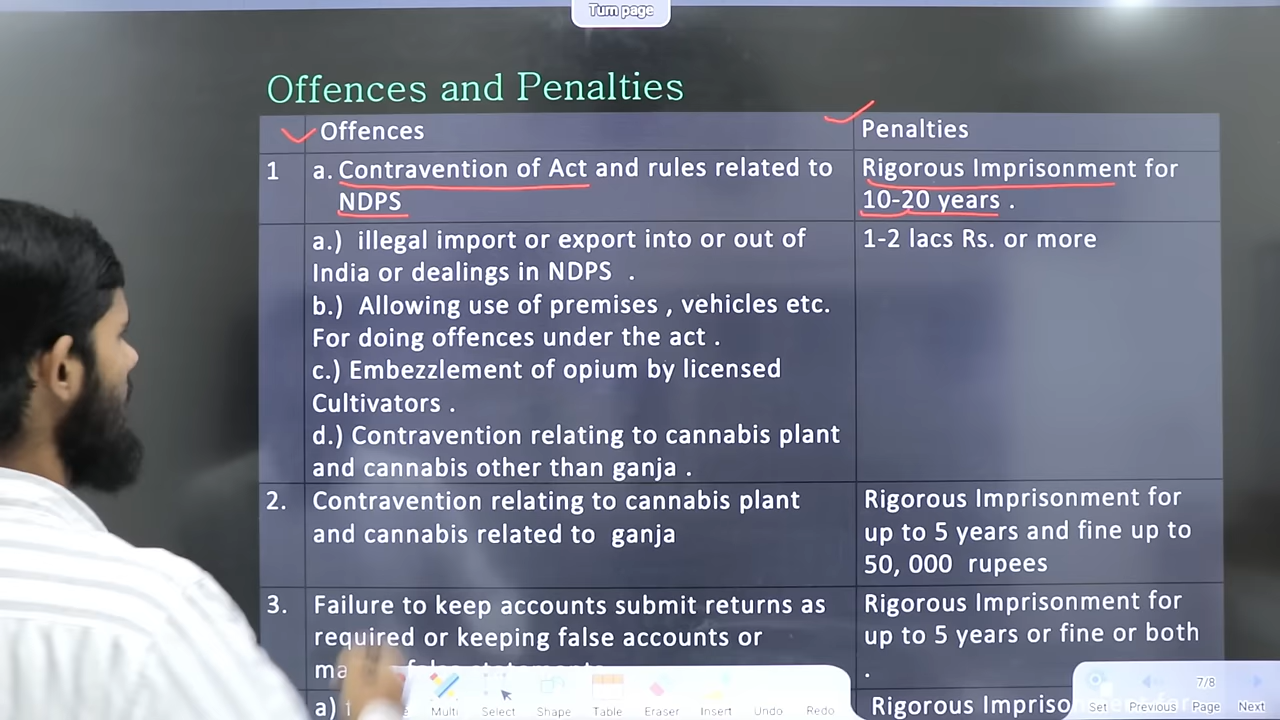 Turn page
Offences and Penalties
Offences
Penalties
1
a. Contravention of Act and rules related to
NDPS
Rigorous Imprisonment for
10-20 years .
a.) illegal import or export into or out of
India or dealings in NDPS .
b.) Allowing use of premises , vehicles etc.
For doing offences under the act .
c.) Embezzlement of opium by licensed
Cultivators .
d.) Contravention relating to cannabis plant
and cannabis other than ganja .
1-2 lacs Rs. or more
2.
Contravention relating to cannabis plant
and cannabis related to ganja
Rigorous Imprisonment for
up to 5 years and fine up to
50, 000 rupees
3.
Failure to keep accounts submit returns as
required or keeping false accounts or
false statements
Rigorous Imprisonment for
up to 5 years or fine or both
.
a)
Rigorous
Multi
Select
Shape
Table
Eraser
Insert
Undo
Redo
7/8
Set
Previous
Page
Next